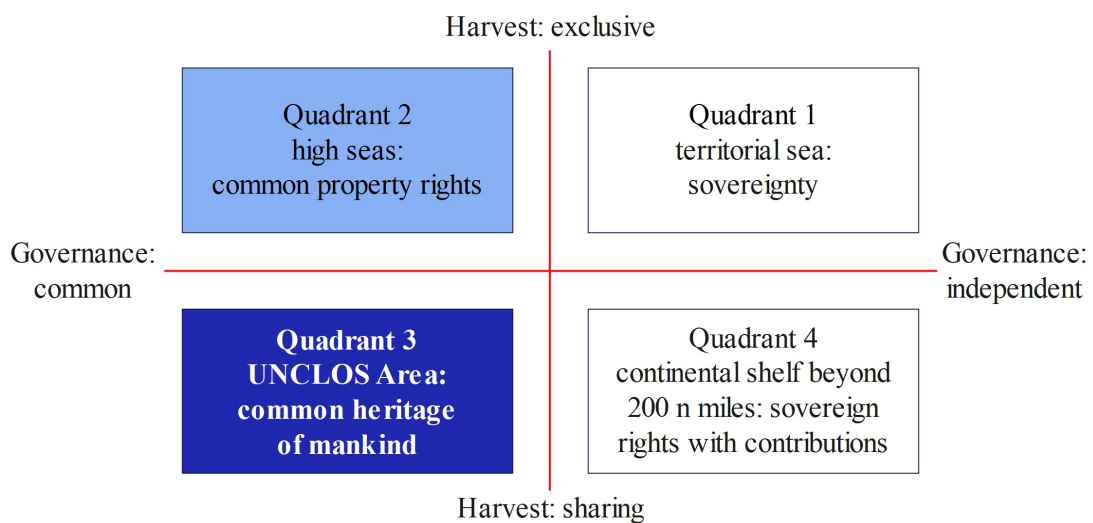 Harvest: exclusive
Quadrant 2
high seas:
common property rights
Quadrant 1
territorial sea:
sovereignty
Governance:
common
Governance:
independent
Quadrant 3
UNCLOS Area:
common heritage
of mankind
Quadrant 4
continental shelf beyond
200 n miles: sovereign
rights with contributions
Harvest: sharing